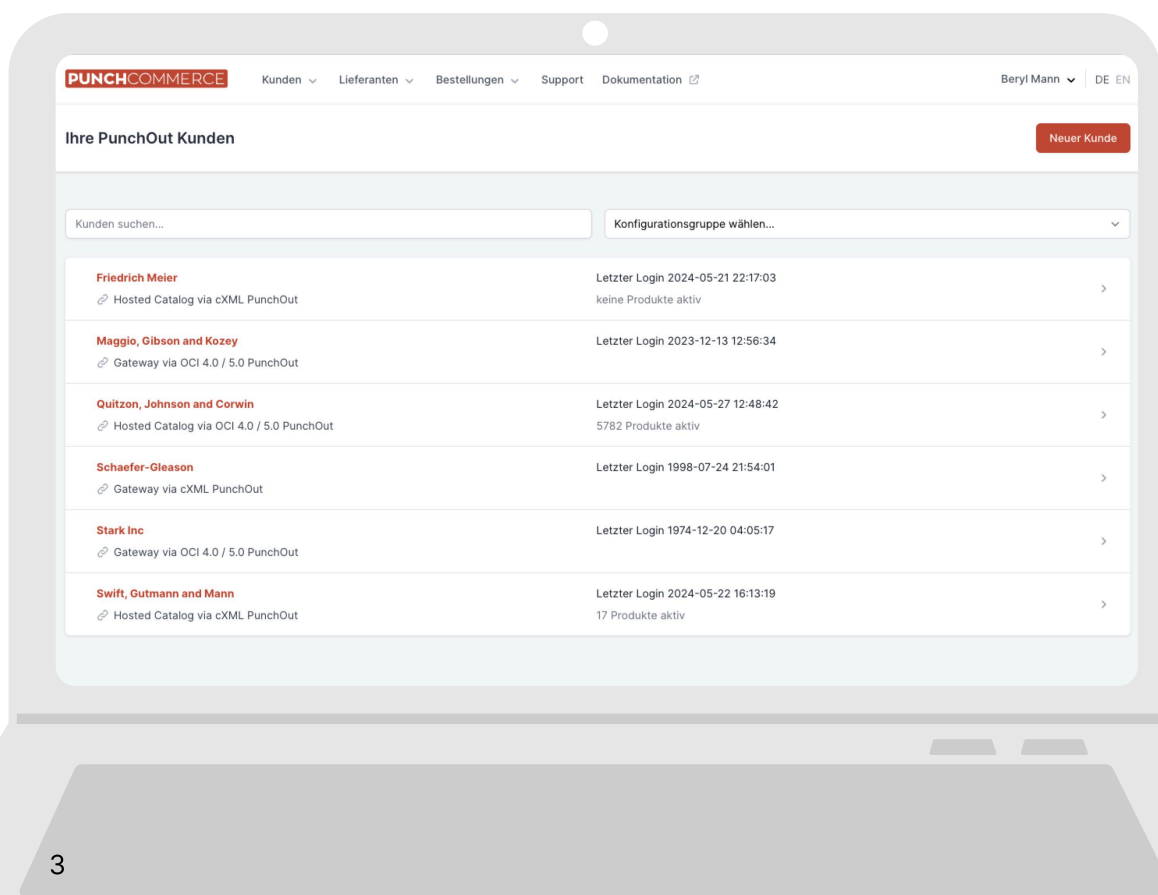 PUNCHCOMMERCE Kunden Lieferanten Bestellungen Support Dokumentation Beryl Mann DE EN
Ihre PunchOut Kunden Neuer Kunde
Kunden suchen... Konfigurationsgruppe wählen...
Friedrich Meier Letzter Login 2024-05-21 22:17:03
Hosted Catalog via cXML PunchOut keine Produkte aktiv
Maggio, Gibson and Kozey Letzter Login 2023-12-13 12:56:34
Gateway via OCI 4.0 / 5.0 PunchOut
Quitzon, Johnson and Corwin Letzter Login 2024-05-27 12:48:42
Hosted Catalog via OCI 4.0 / 5.0 PunchOut 5782 Produkte aktiv
Schaefer-Gleason Letzter Login 1998-07-24 21:54:01
Gateway via cXML PunchOut
Stark Inc Letzter Login 1974-12-20 04:05:17
Gateway via OCI 4.0 / 5.0 PunchOut
Swift, Gutmann and Mann Letzter Login 2024-05-22 16:13:19
Hosted Catalog via cXML PunchOut 17 Produkte aktiv
3